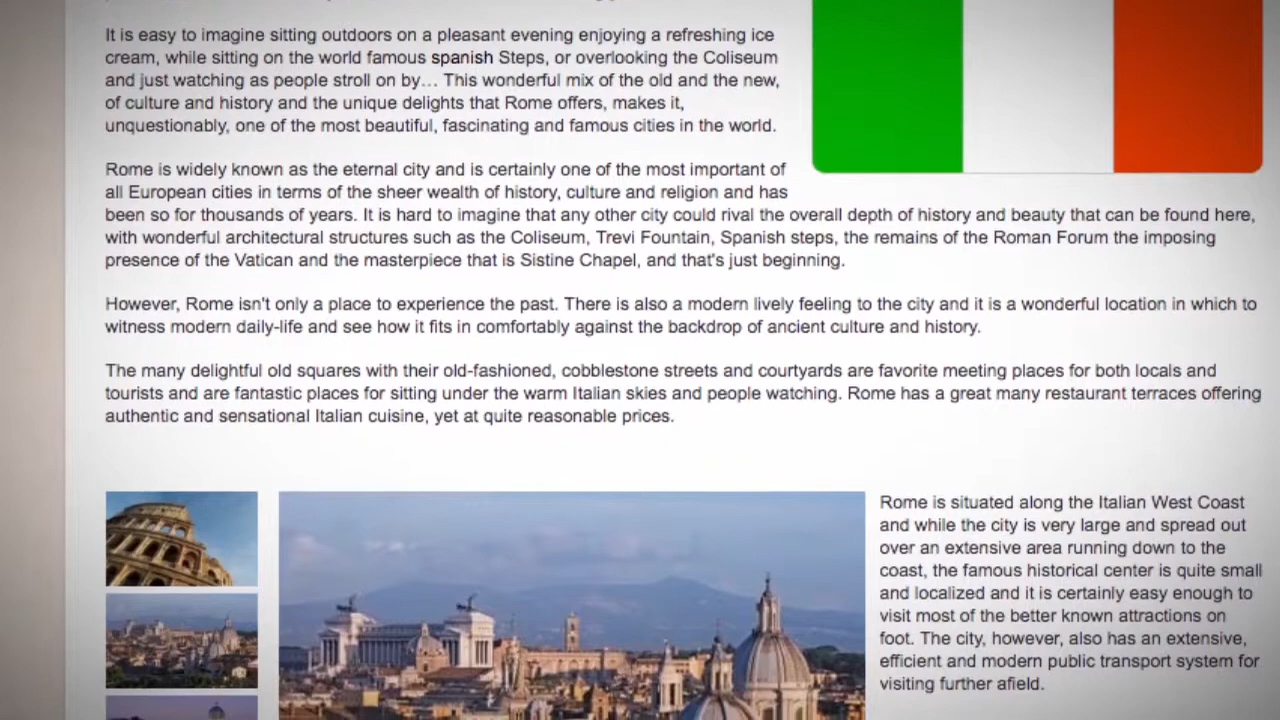 It is easy to imagine sitting outdoors on a pleasant evening enjoying a refreshing ice
cream, while sitting on the world famous spanish Steps, or overlooking the Coliseum
and just watching as people stroll on by… This wonderful mix of the old and the new,
of culture and history and the unique delights that Rome offers, makes it,
unquestionably, one of the most beautiful, fascinating and famous cities in the world.
Rome is widely known as the eternal city and is certainly one of the most important of
all European cities in terms of the sheer wealth of history, culture and religion and has
been so for thousands of years. It is hard to imagine that any other city could rival the overall depth of history and beauty that can be found here,
with wonderful architectural structures such as the Coliseum, Trevi Fountain, Spanish steps, the remains of the Roman Forum the imposing
presence of the Vatican and the masterpiece that is Sistine Chapel, and that's just beginning.
However, Rome isn't only a place to experience the past. There is also a modern lively feeling to the city and it is a wonderful location in which to
witness modern daily-life and see how it fits in comfortably against the backdrop of ancient culture and history.
The many delightful old squares with their old-fashioned, cobblestone streets and courtyards are favorite meeting places for both locals and
tourists and are fantastic places for sitting under the warm Italian skies and people watching. Rome has a great many restaurant terraces offering
authentic and sensational Italian cuisine, yet at quite reasonable prices.
Rome is situated along the Italian West Coast
and while the city is very large and spread out
over an extensive area running down to the
coast, the famous historical center is quite small
and localized and it is certainly easy enough to
visit most of the better known attractions on
foot. The city, however, also has an extensive,
efficient and modern public transport system for
visiting further afield.